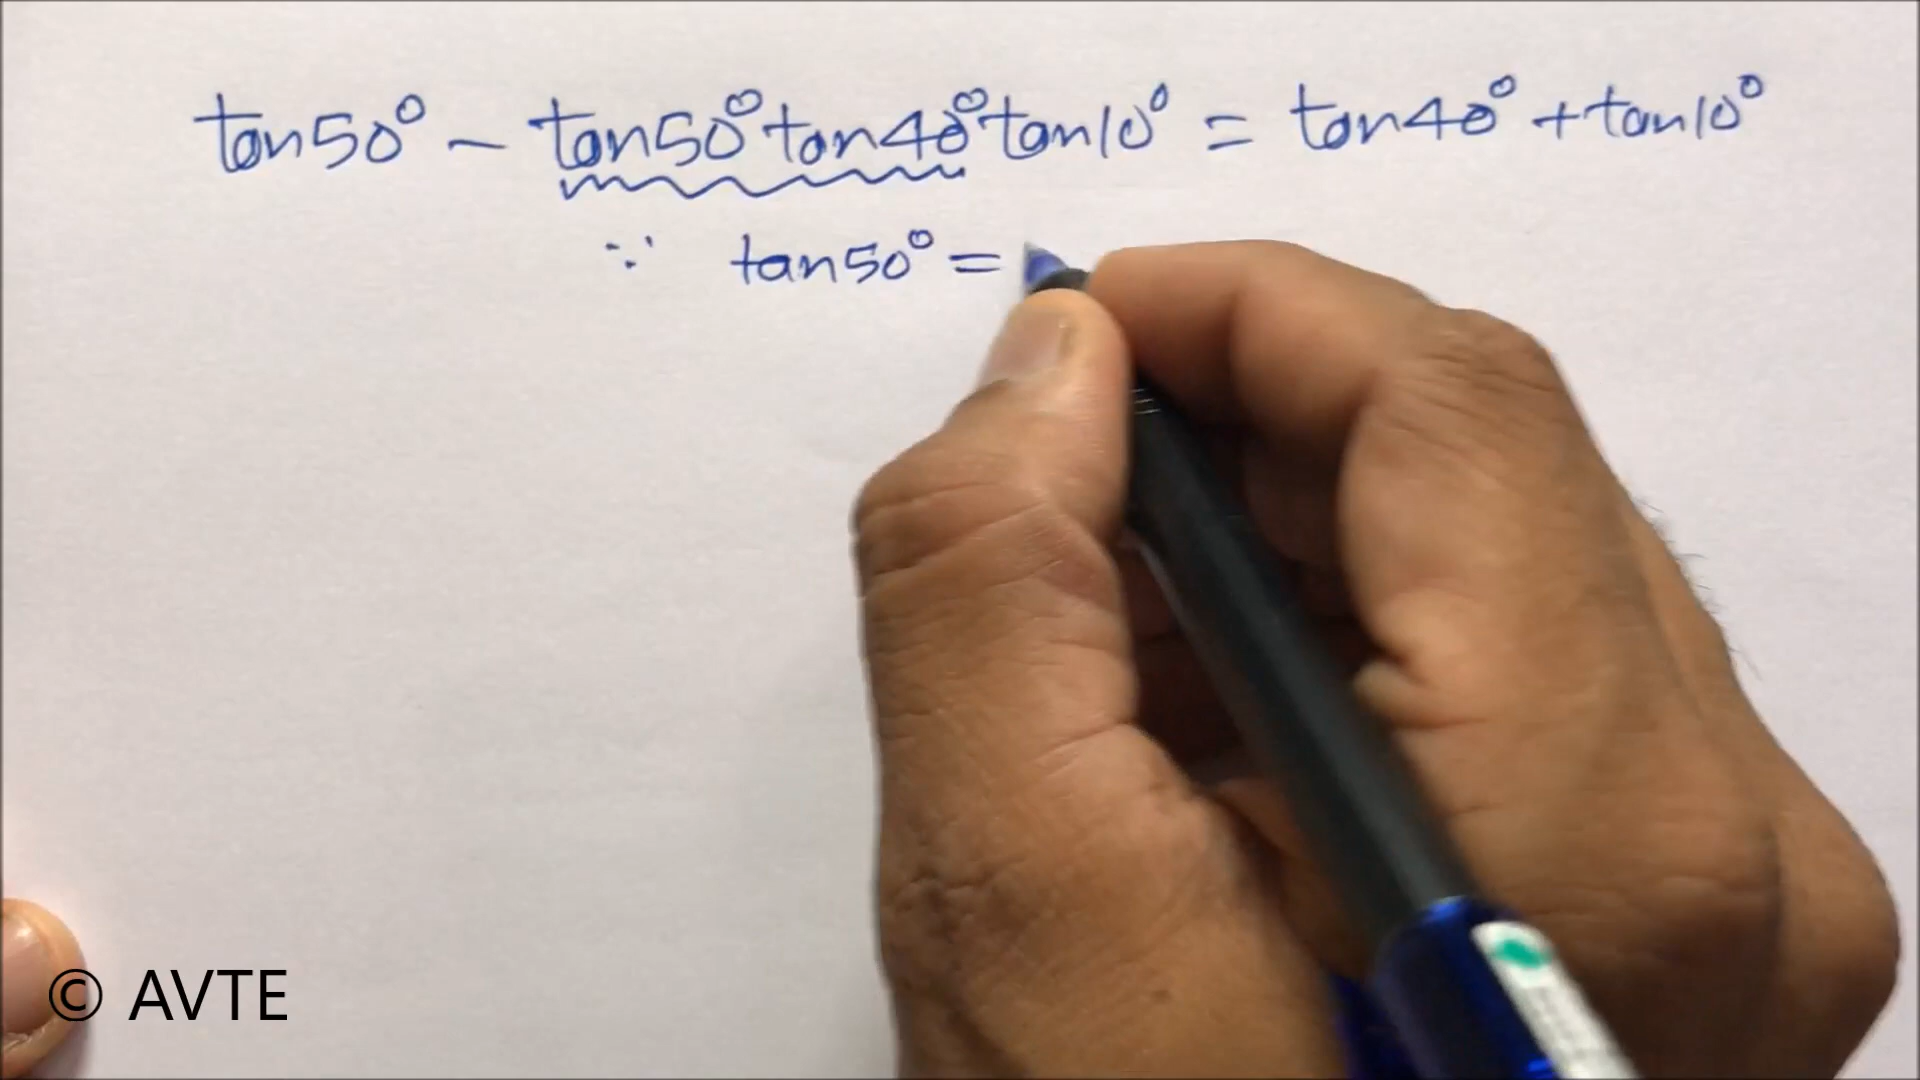 tan50° - tan50° tan40° tan10° = tan40° + tan10°
∵ tan50° =
© AVTE